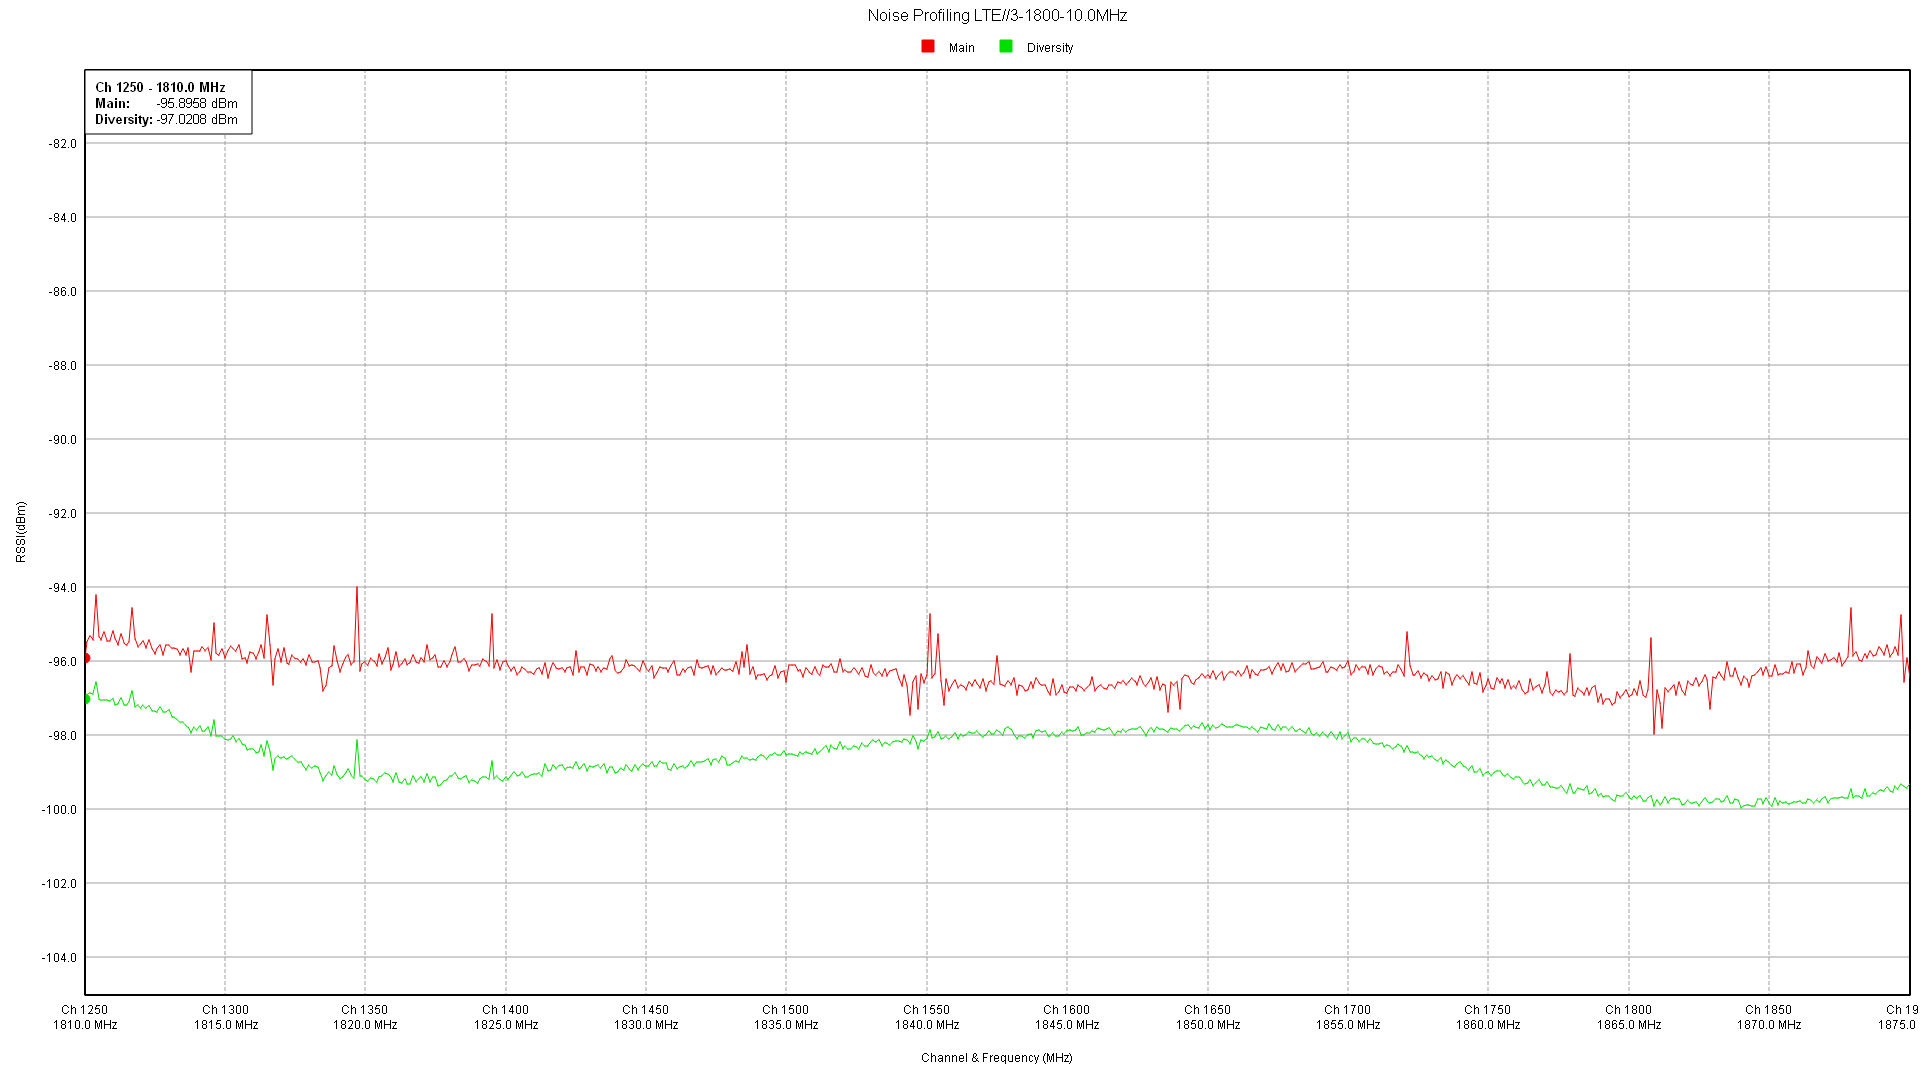 Noise Profiling LTE//3-1800-10.0MHz
Main Diversity
Ch 1250 - 1810.0 MHz
Main: -95.8958 dBm
Diversity: -97.0208 dBm
-82.0
-84.0
-86.0
-88.0
-90.0
-92.0
-94.0
-96.0
-98.0
-100.0
-102.0
-104.0
RSSI(dBm)
Ch 1250 Ch 1300 Ch 1350 Ch 1400 Ch 1450 Ch 1500 Ch 1550 Ch 1600 Ch 1650 Ch 1700 Ch 1750 Ch 1800 Ch 1850 Ch 19
1810.0 MHz 1815.0 MHz 1820.0 MHz 1825.0 MHz 1830.0 MHz 1835.0 MHz 1840.0 MHz 1845.0 MHz 1850.0 MHz 1855.0 MHz 1860.0 MHz 1865.0 MHz 1870.0 MHz 1875.0
Channel & Frequency (MHz)